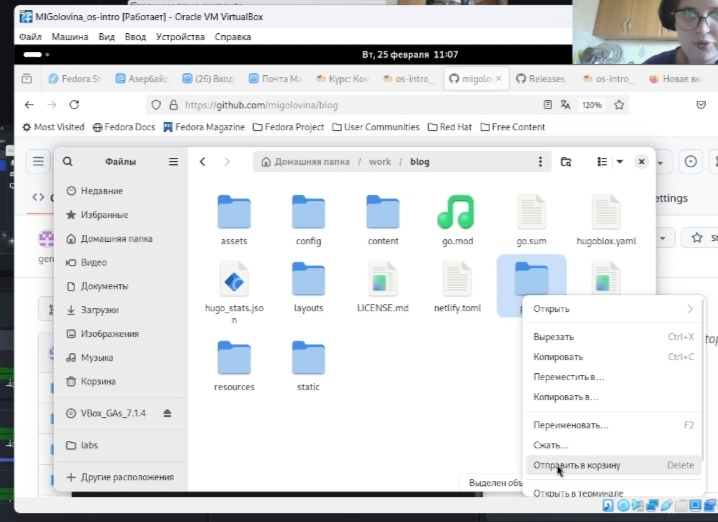 MIGolovina_os-intro [Работает] - Oracle VM VirtualBox
Файл Машина Вид Ввод Устройства Справка
Вт, 25 февраля 11:07
Fedora St Азербайд (26) Вход Почта Ma Курс: Ком os-intro_ migolo Releases os-intro_ Новая вк
https://github.com/migolovina/blog
120%
Most Visited Fedora Docs Fedora Magazine Fedora Project User Communities Red Hat Free Content
Файлы
Домашняя папка / work / blog
Недавние
Избранные
Домашняя папка
Видео
Документы
Загрузки
Изображения
Музыка
Корзина
VBox_GAs_7.1.4
labs
Другие расположения
assets config content go.mod go.sum hugoblox.yaml
hugo_stats.jso
n
layouts LICENSE.md netlify.toml
resources static
Открыть
Вырезать Ctrl+X
Копировать Ctrl+C
Переместить в...
Копировать в...
Переименовать... F2
Сжать...
Отправить в корзину Delete
Открыть в терминале
Выделен объ
ettings
St
gen